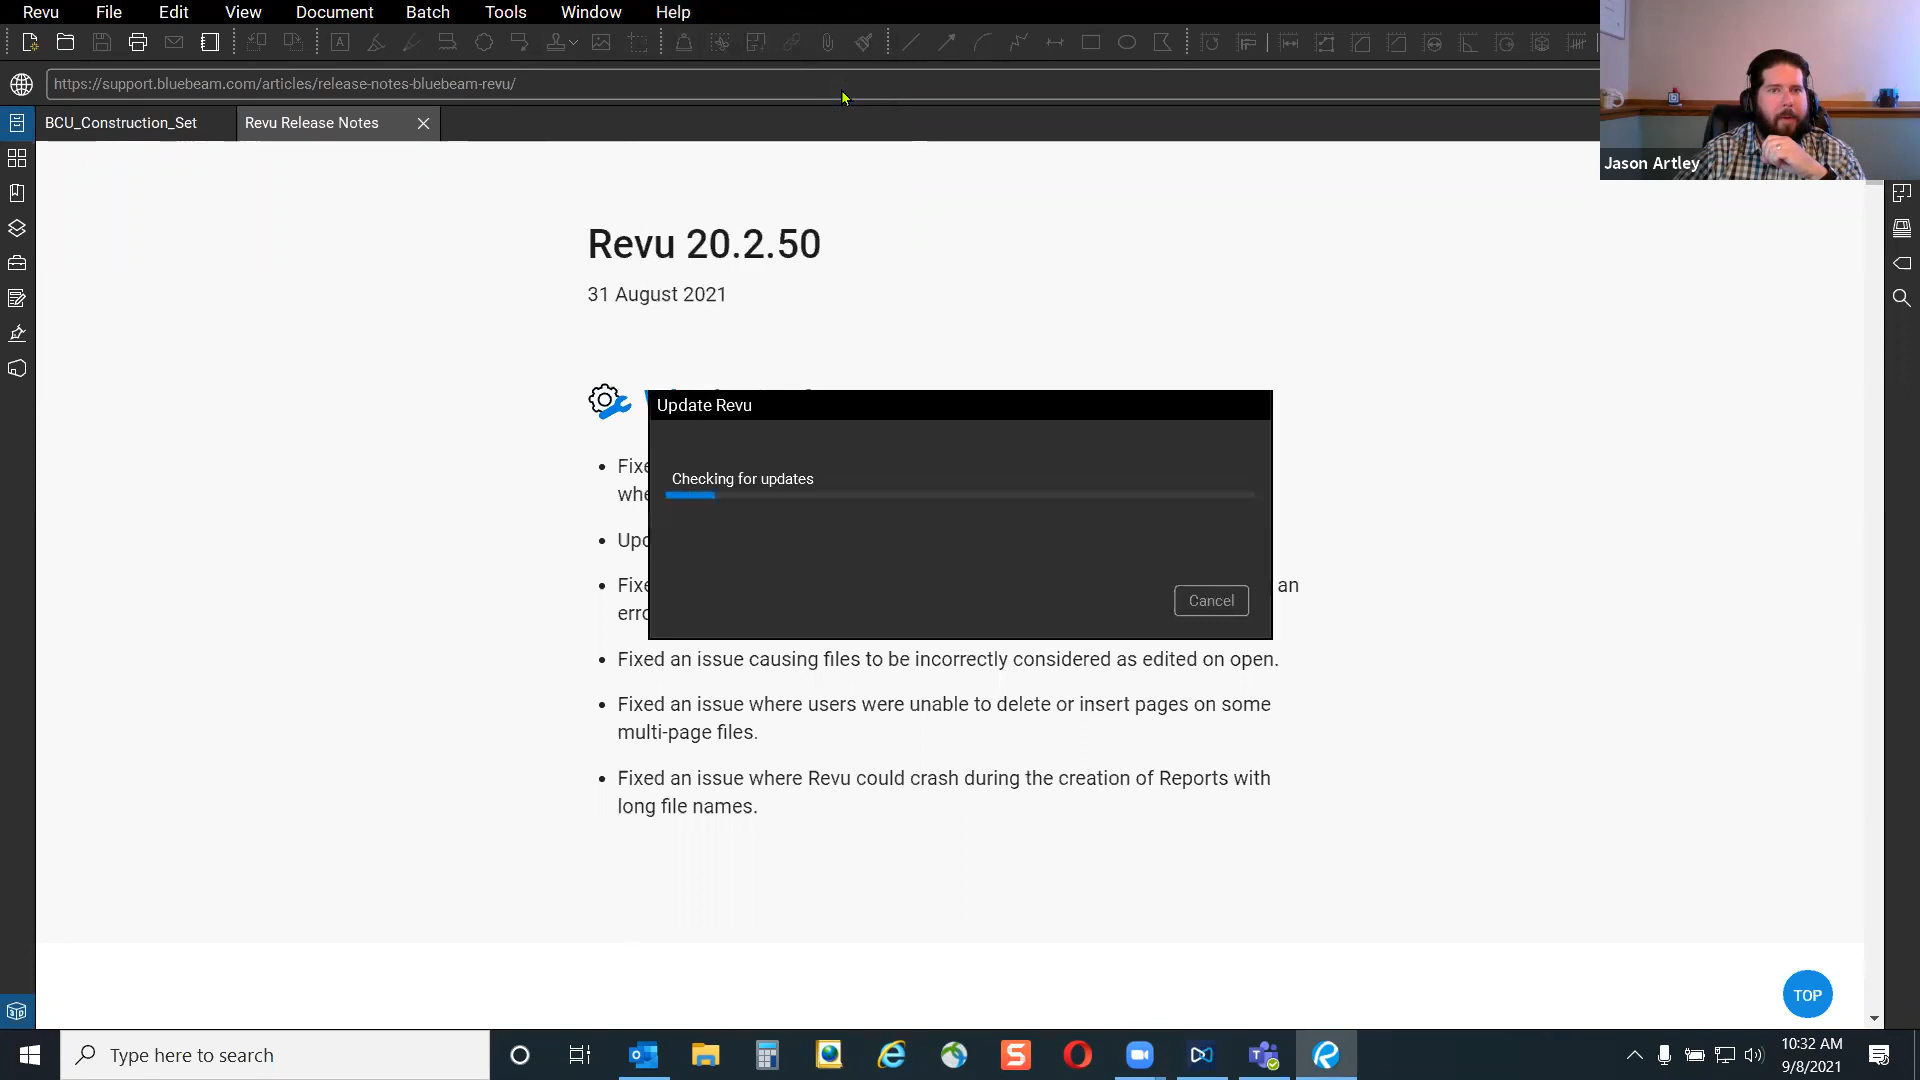 Revu File Edit View Document Batch Tools Window Help
https://support.bluebeam.com/articles/release-notes-bluebeam-revu/
BCU_Construction_Set
Revu Release Notes
Jason Artley
Revu 20.2.50
31 August 2021
Update Revu
Checking for updates
Cancel
an
Fixed an issue causing files to be incorrectly considered as edited on open.
Fixed an issue where users were unable to delete or insert pages on some
multi-page files.
Fixed an issue where Revu could crash during the creation of Reports with
long file names.
TOP
Type here to search
10:32 AM
9/8/2021